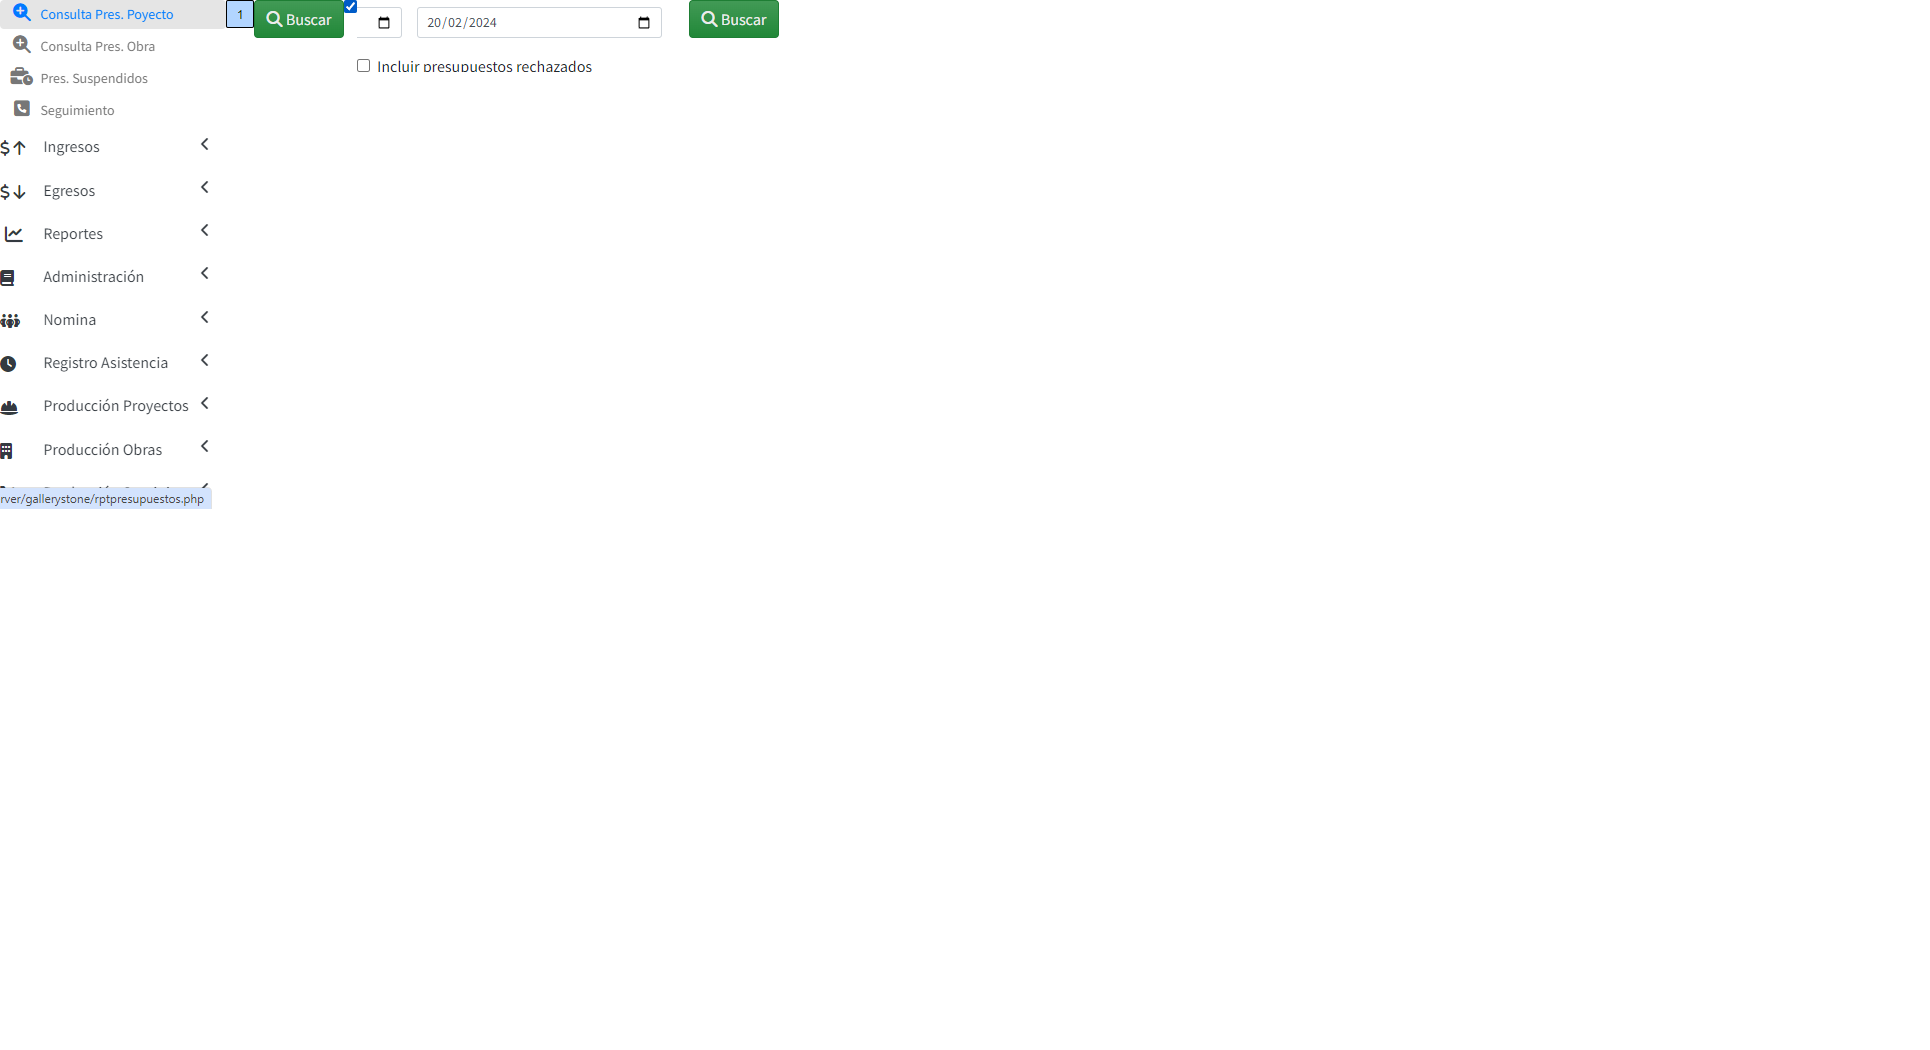 Consulta Pres. Poyecto
1
Buscar
20/02/2024
Buscar
Consulta Pres. Obra
Incluir presupuestos rechazados
Pres. Suspendidos
Seguimiento
Ingresos
Egresos
Reportes
Administración
Nomina
Registro Asistencia
Producción Proyectos
Producción Obras
rver/gallerystone/rptpresupuestos.php